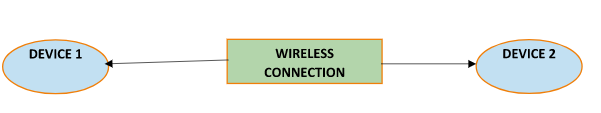 DEVICE 1
WIRELESS
CONNECTION
DEVICE 2